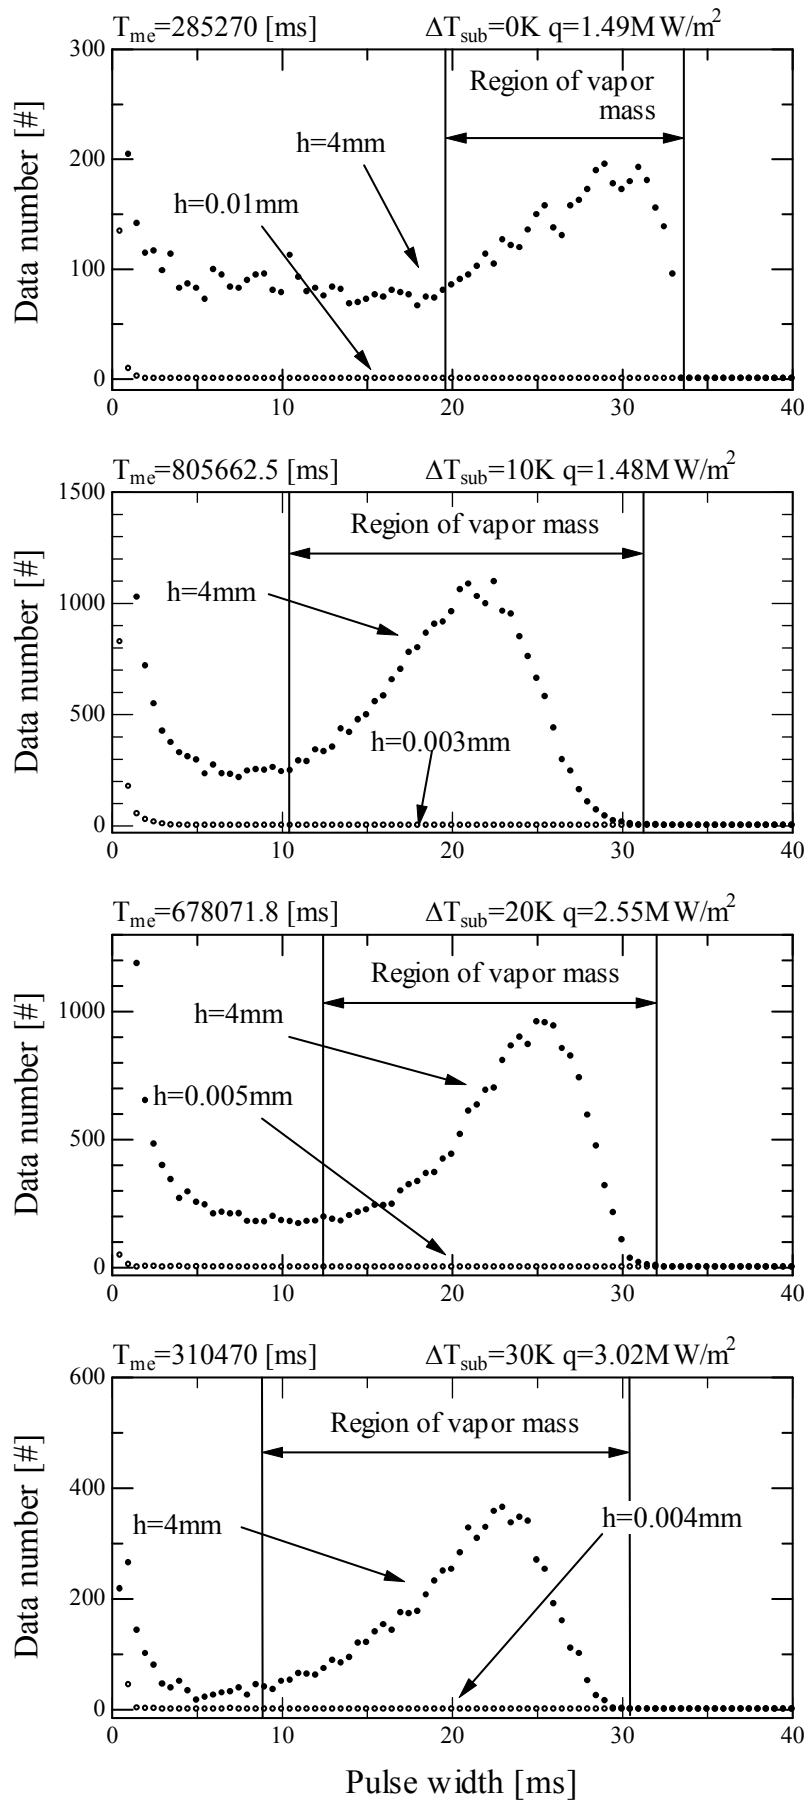 T_me=285270 [ms] ΔT_sub=0K q=1.49MW/m²
300
Region of vapor
mass
h=4mm
200
h=0.01mm
100
0
0 10 20 30 40
Data number [#]
T_me=805662.5 [ms] ΔT_sub=10K q=1.48MW/m²
1500
Region of vapor mass
h=4mm
1000
h=0.003mm
500
0
0 10 20 30 40
Data number [#]
T_me=678071.8 [ms] ΔT_sub=20K q=2.55MW/m²
Region of vapor mass
h=4mm
1000
h=0.005mm
500
0
0 10 20 30 40
Data number [#]
T_me=310470 [ms] ΔT_sub=30K q=3.02MW/m²
600
Region of vapor mass
h=4mm
h=0.004mm
400
200
0
0 10 20 30 40
Data number [#]
Pulse width [ms]